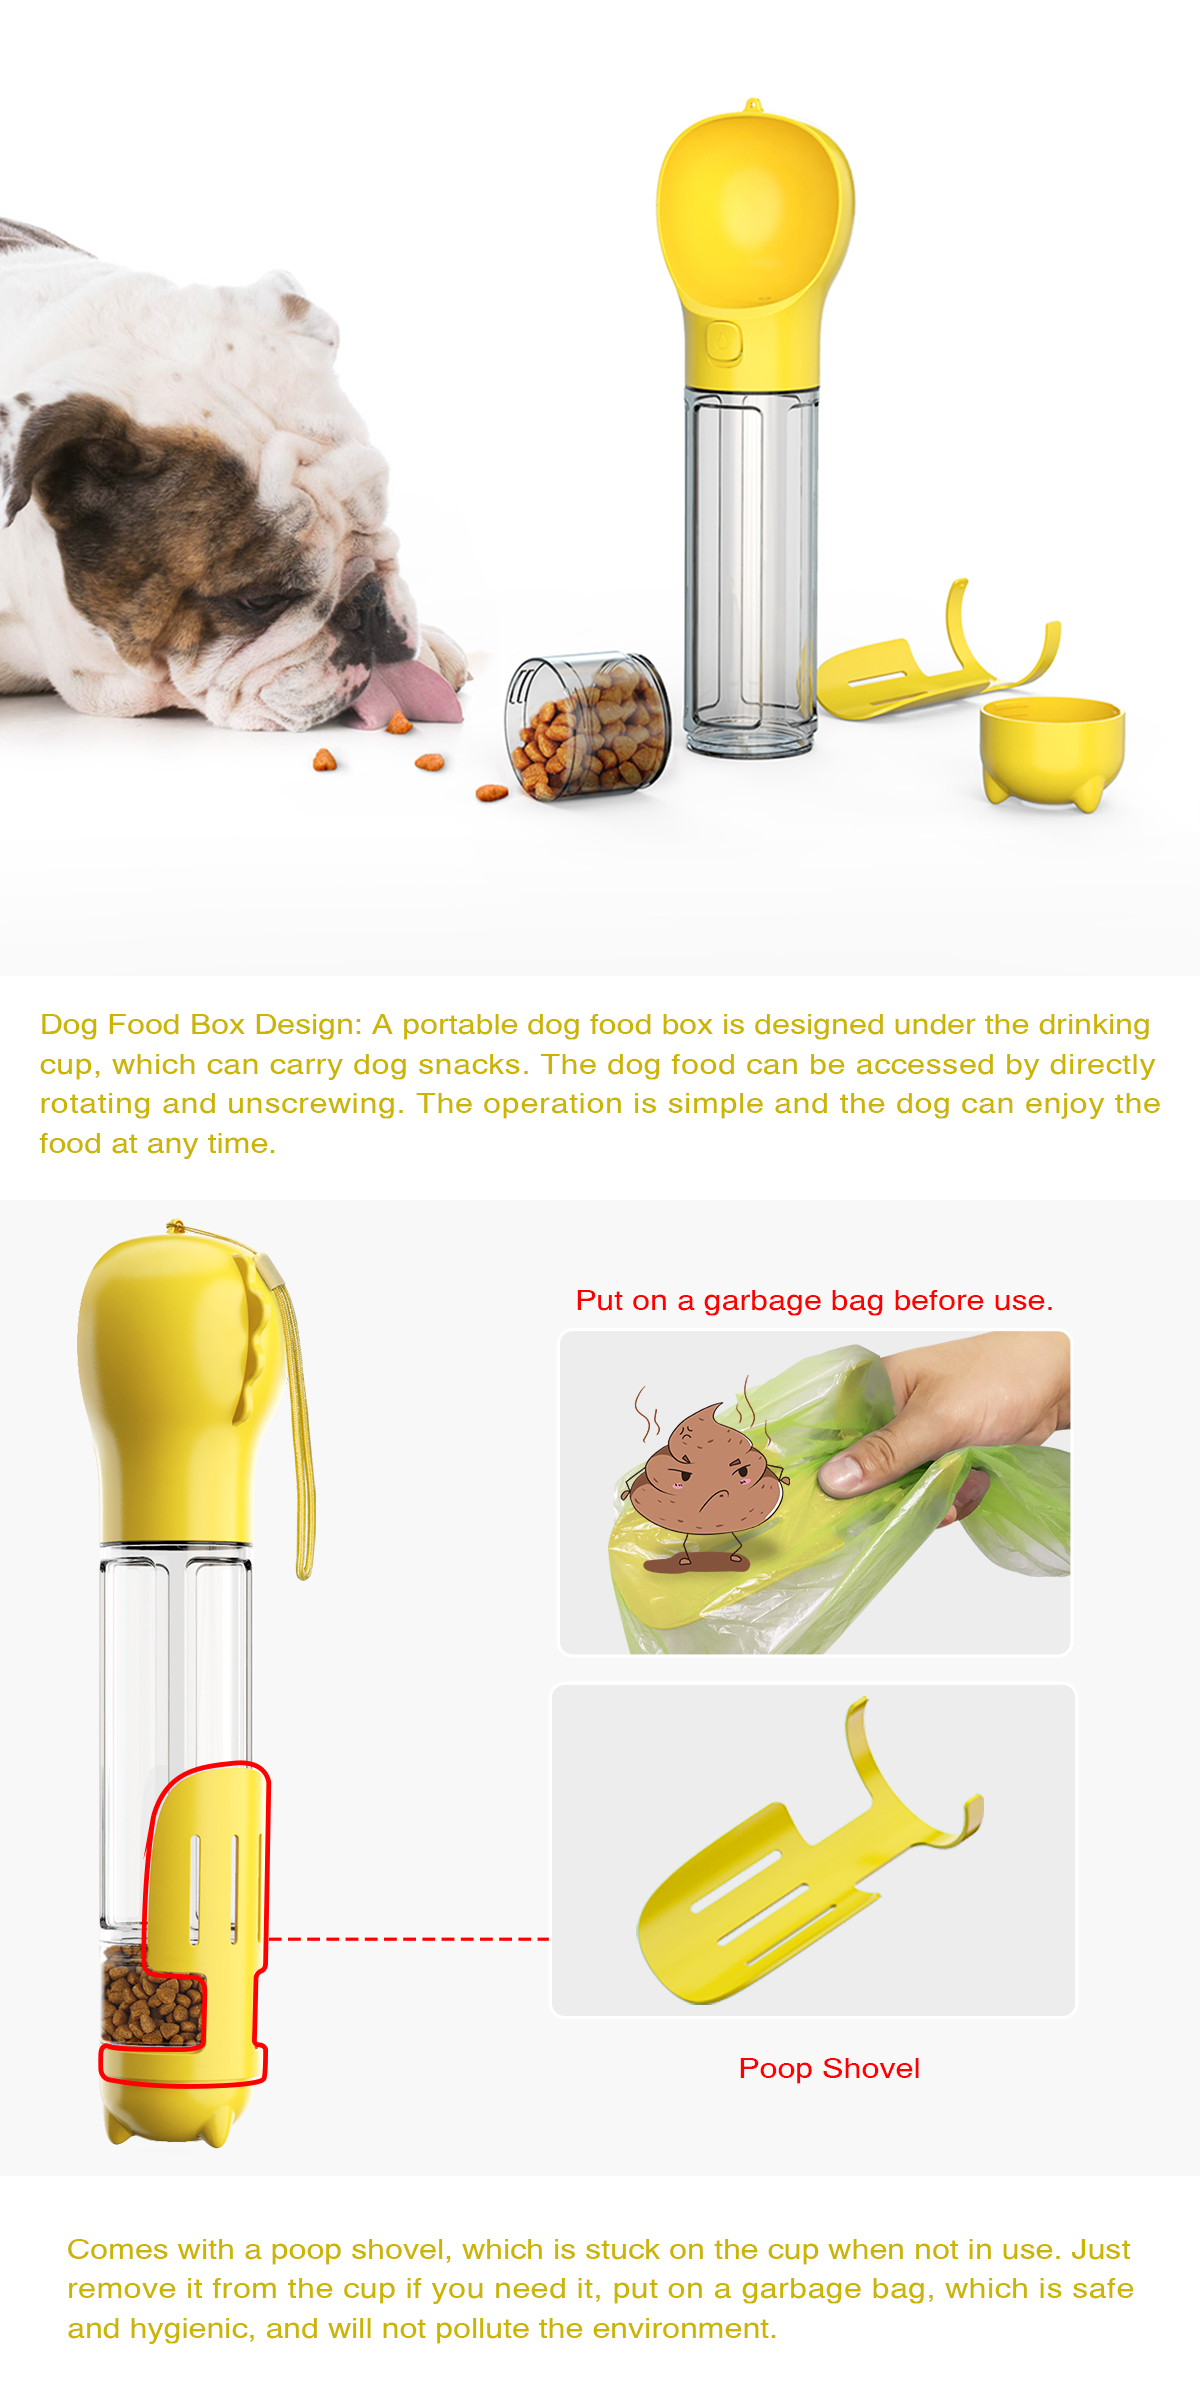 Dog Food Box Design: A portable dog food box is designed under the drinking
cup, which can carry dog snacks. The dog food can be accessed by directly
rotating and unscrewing. The operation is simple and the dog can enjoy the
food at any time.
Put on a garbage bag before use.
Poop Shovel
Comes with a poop shovel, which is stuck on the cup when not in use. Just
remove it from the cup if you need it, put on a garbage bag, which is safe
and hygienic, and will not pollute the environment.